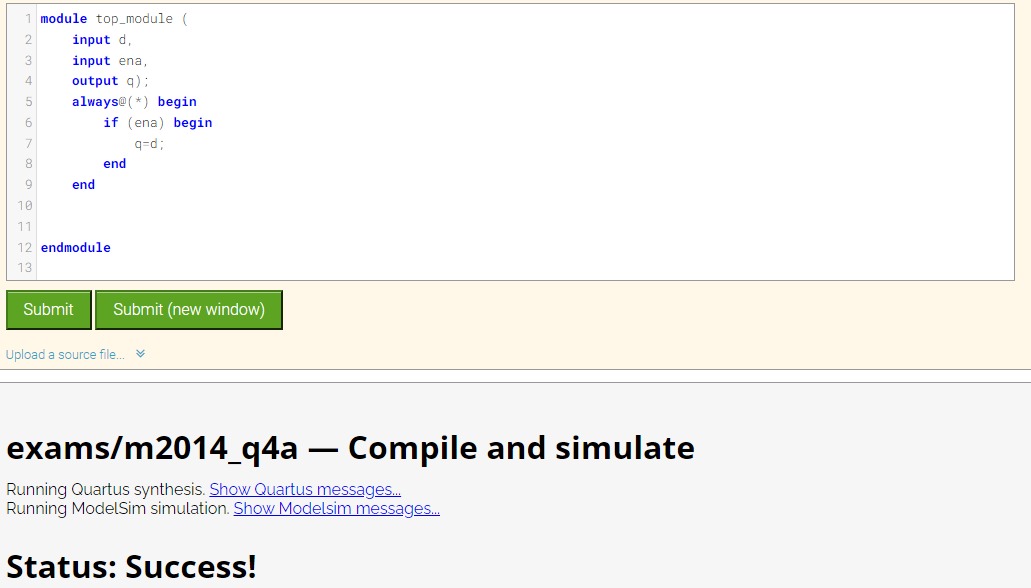 1 module top_module (
2     input d,
3     input ena,
4     output q);
5     always@(*) begin
6         if (ena) begin
7             q=d;
8         end
9     end
10
11
12 endmodule
13
Submit Submit (new window)
Upload a source file...
exams/m2014_q4a — Compile and simulate
Running Quartus synthesis. Show Quartus messages...
Running ModelSim simulation. Show Modelsim messages...
Status: Success!